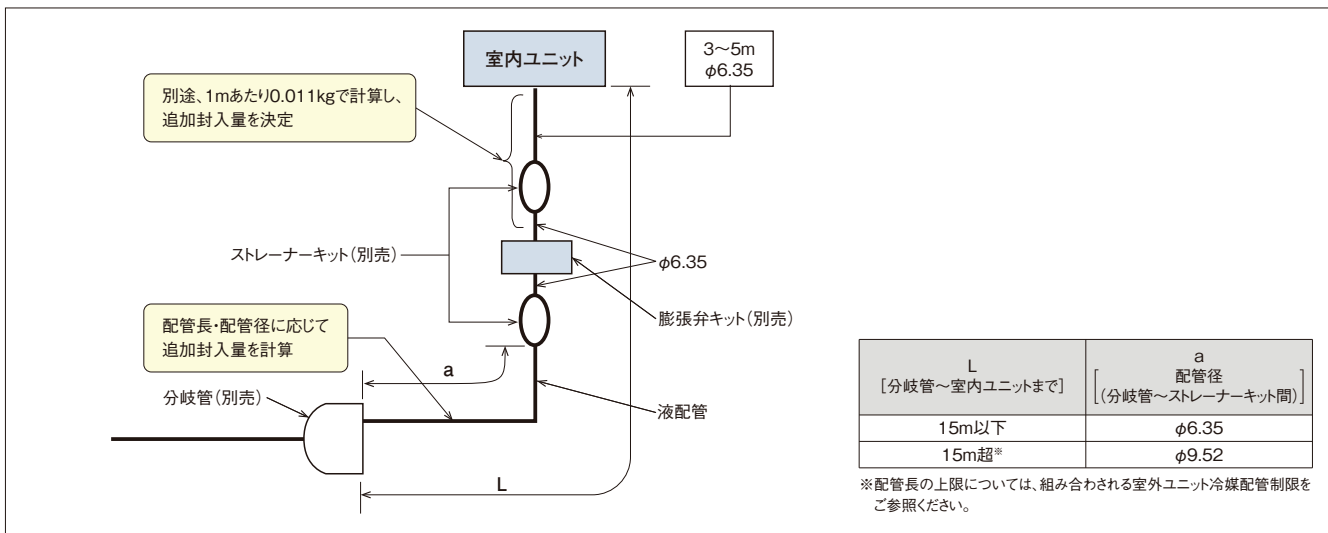 室内ユニット
3〜5m
φ6.35
別途、1mあたり0.011kgで計算し、
追加封入量を決定
ストレーナーキット(別売)
φ6.35
膨張弁キット(別売)
配管長・配管径に応じて
追加封入量を計算
a
分岐管(別売)
液配管
L
L
[分岐管〜室内ユニットまで]
a
配管径
(分岐管〜ストレーナーキット間)
15m以下
φ6.35
15m超※
φ9.52
※配管長の上限については、組み合わされる室外ユニット冷媒配管制限を
ご参照ください。